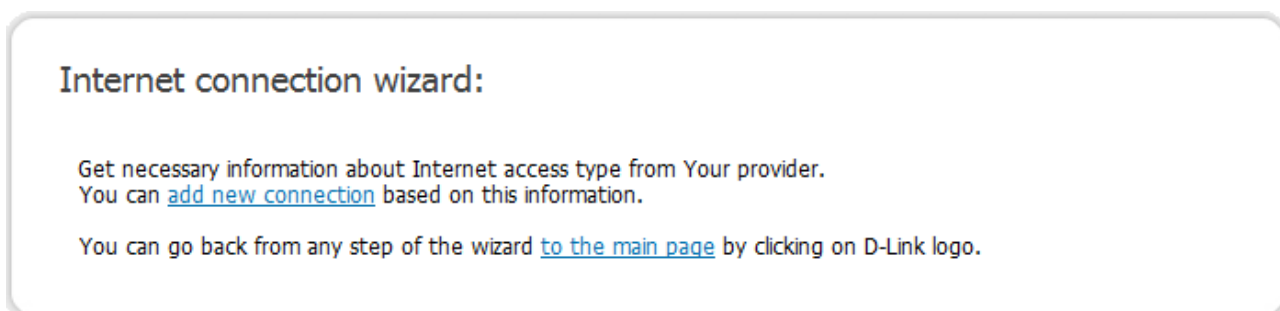 Internet connection wizard:
Get necessary information about Internet access type from Your provider.
You can add new connection based on this information.
You can go back from any step of the wizard to the main page by clicking on D-Link logo.